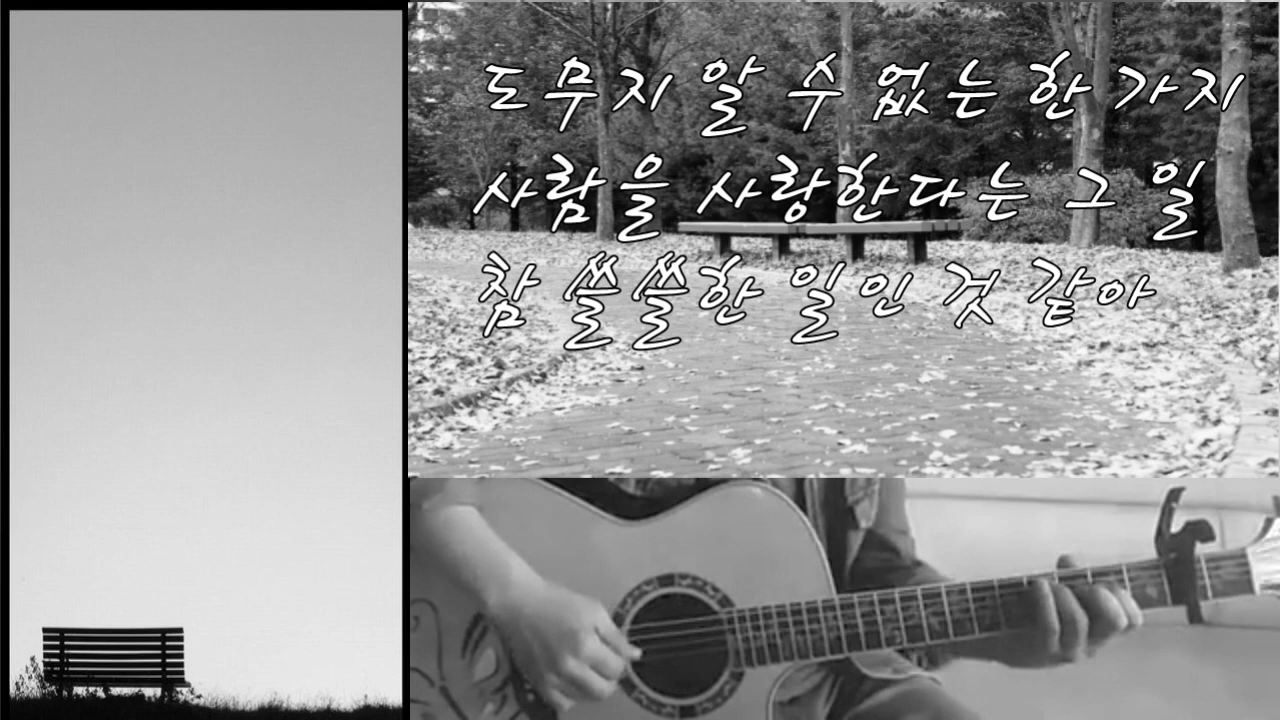 도무지 알 수 없는 한 가지
사람을 사랑한다는 그 일
참 쓸쓸한 일인 것 같아